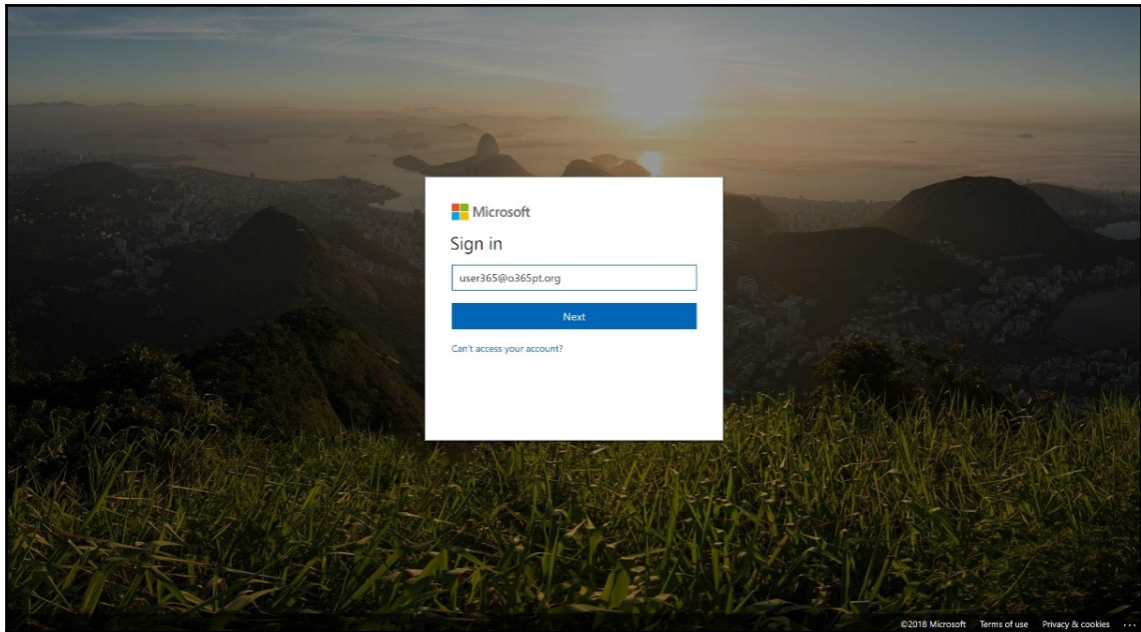 Microsoft
Sign in
user365@o365pt.org
Next
Can't access your account?
©2018 Microsoft Terms of use Privacy & cookies ...